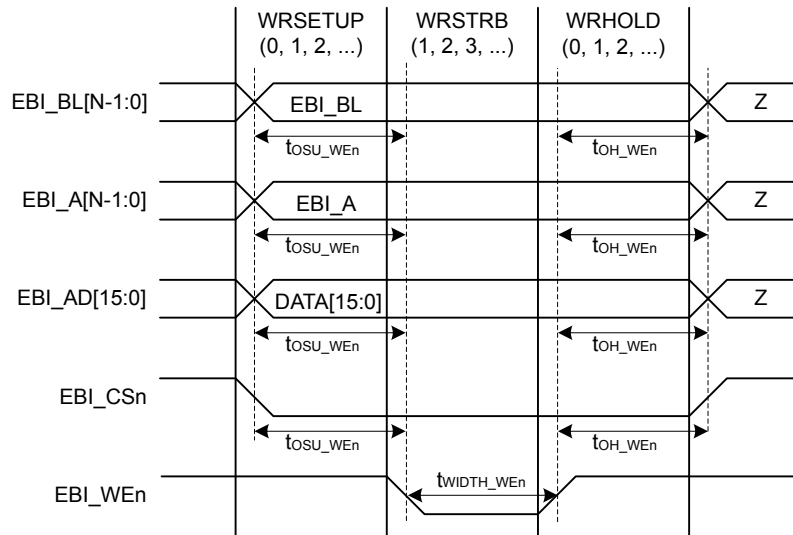 WRSETUP WRSTRB WRHOLD
(0, 1, 2, ...) (1, 2, 3, ...) (0, 1, 2, ...)
EBI_BL[N-1:0] EBI_BL Z
tOSU_WEn tOH_WEn
EBI_A[N-1:0] EBI_A Z
tOSU_WEn tOH_WEn
EBI_AD[15:0] DATA[15:0] Z
tOSU_WEn tOH_WEn
EBI_CSn
tOSU_WEn tOH_WEn
EBI_WEn tWIDTH_WEn